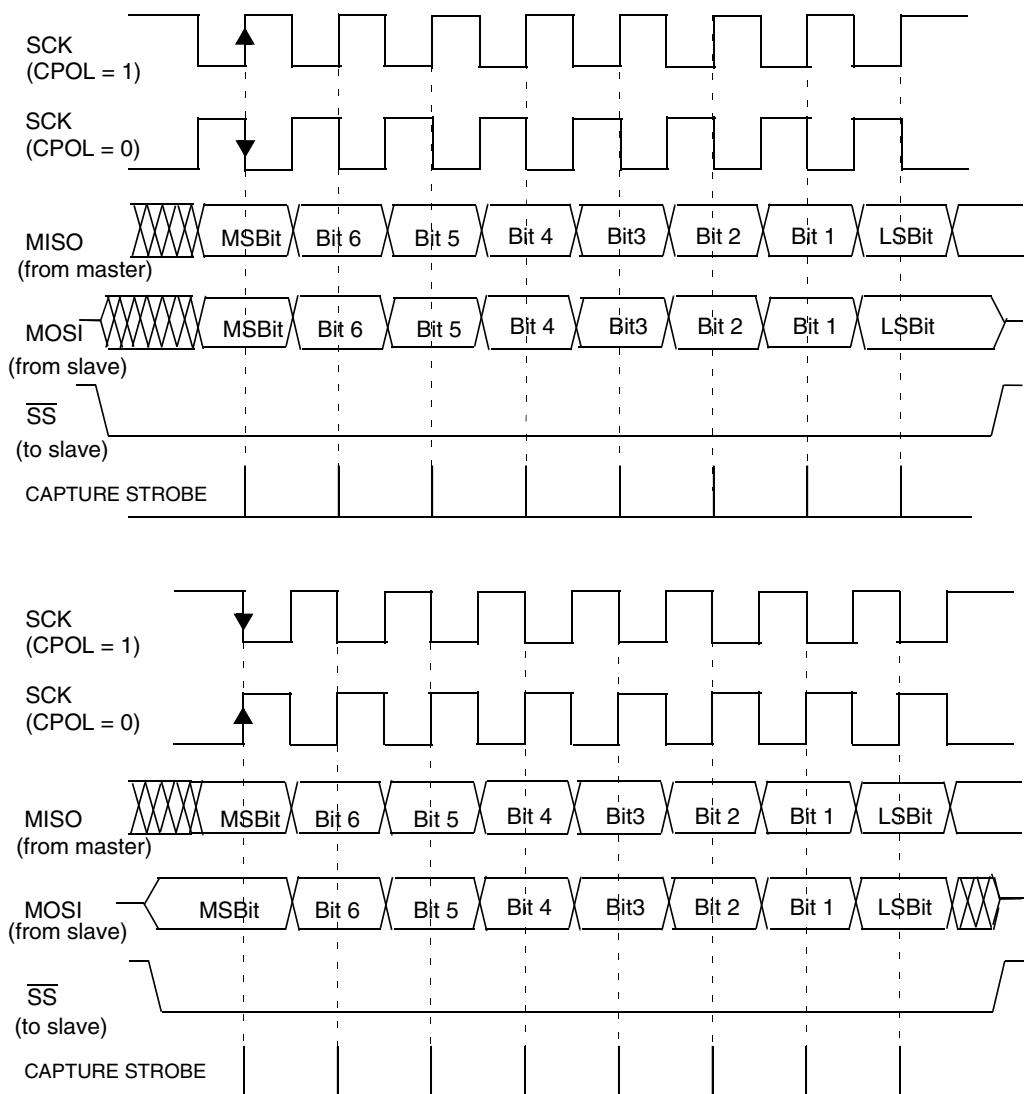 SCK
(CPOL = 1)
SCK
(CPOL = 0)
MISO
(from master)
MSBit Bit 6 Bit 5 Bit 4 Bit3 Bit 2 Bit 1 LSBit
MOSI
(from slave)
MSBit Bit 6 Bit 5 Bit 4 Bit3 Bit 2 Bit 1 LSBit
SS
(to slave)
CAPTURE STROBE
SCK
(CPOL = 1)
SCK
(CPOL = 0)
MISO
(from master)
MSBit Bit 6 Bit 5 Bit 4 Bit3 Bit 2 Bit 1 LSBit
MOSI
(from slave)
MSBit Bit 6 Bit 5 Bit 4 Bit3 Bit 2 Bit 1 LSBit
SS
(to slave)
CAPTURE STROBE